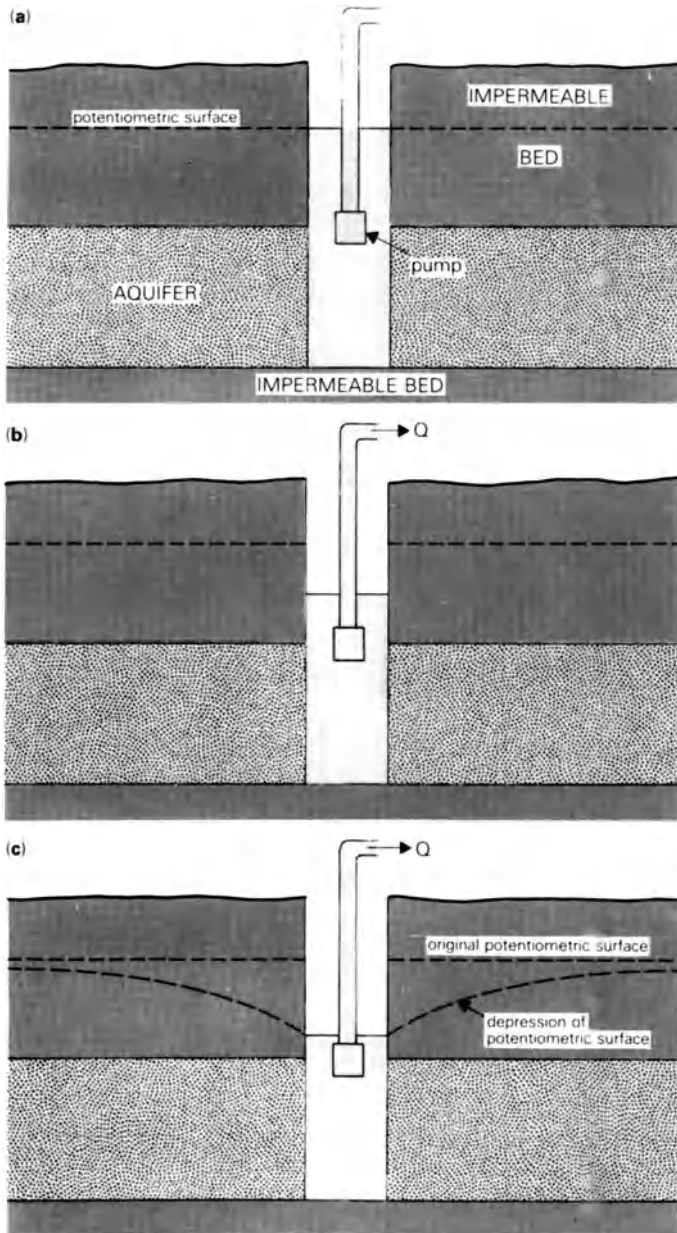 (a)
potentiometric surface
IMPERMEABLE
BED
pump
AQUIFER
IMPERMEABLE BED
(b)
Q
(c)
Q
original potentiometric surface
depression of
potentiometric surface